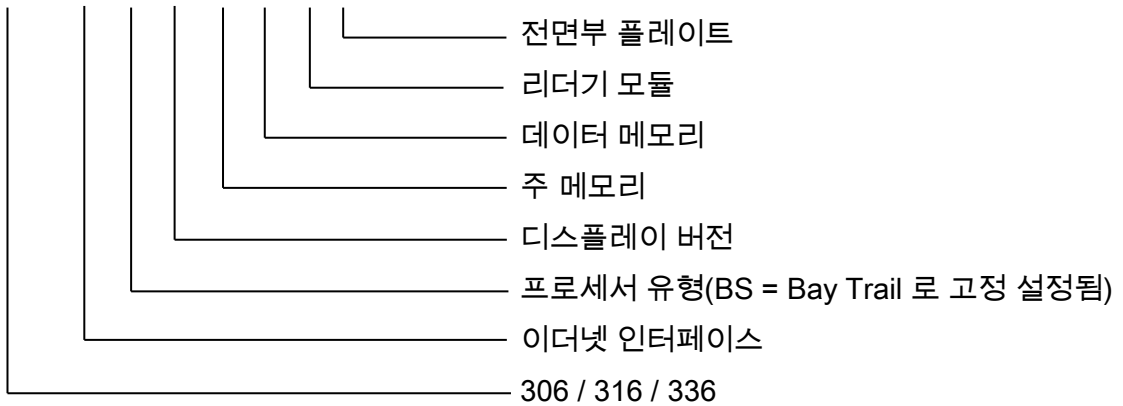 전면부 플레이트
리더기 모듈
데이터 메모리
주 메모리
디스플레이 버전
프로세서 유형(BS = Bay Trail 로 고정 설정됨)
이더넷 인터페이스
306 / 316 / 336